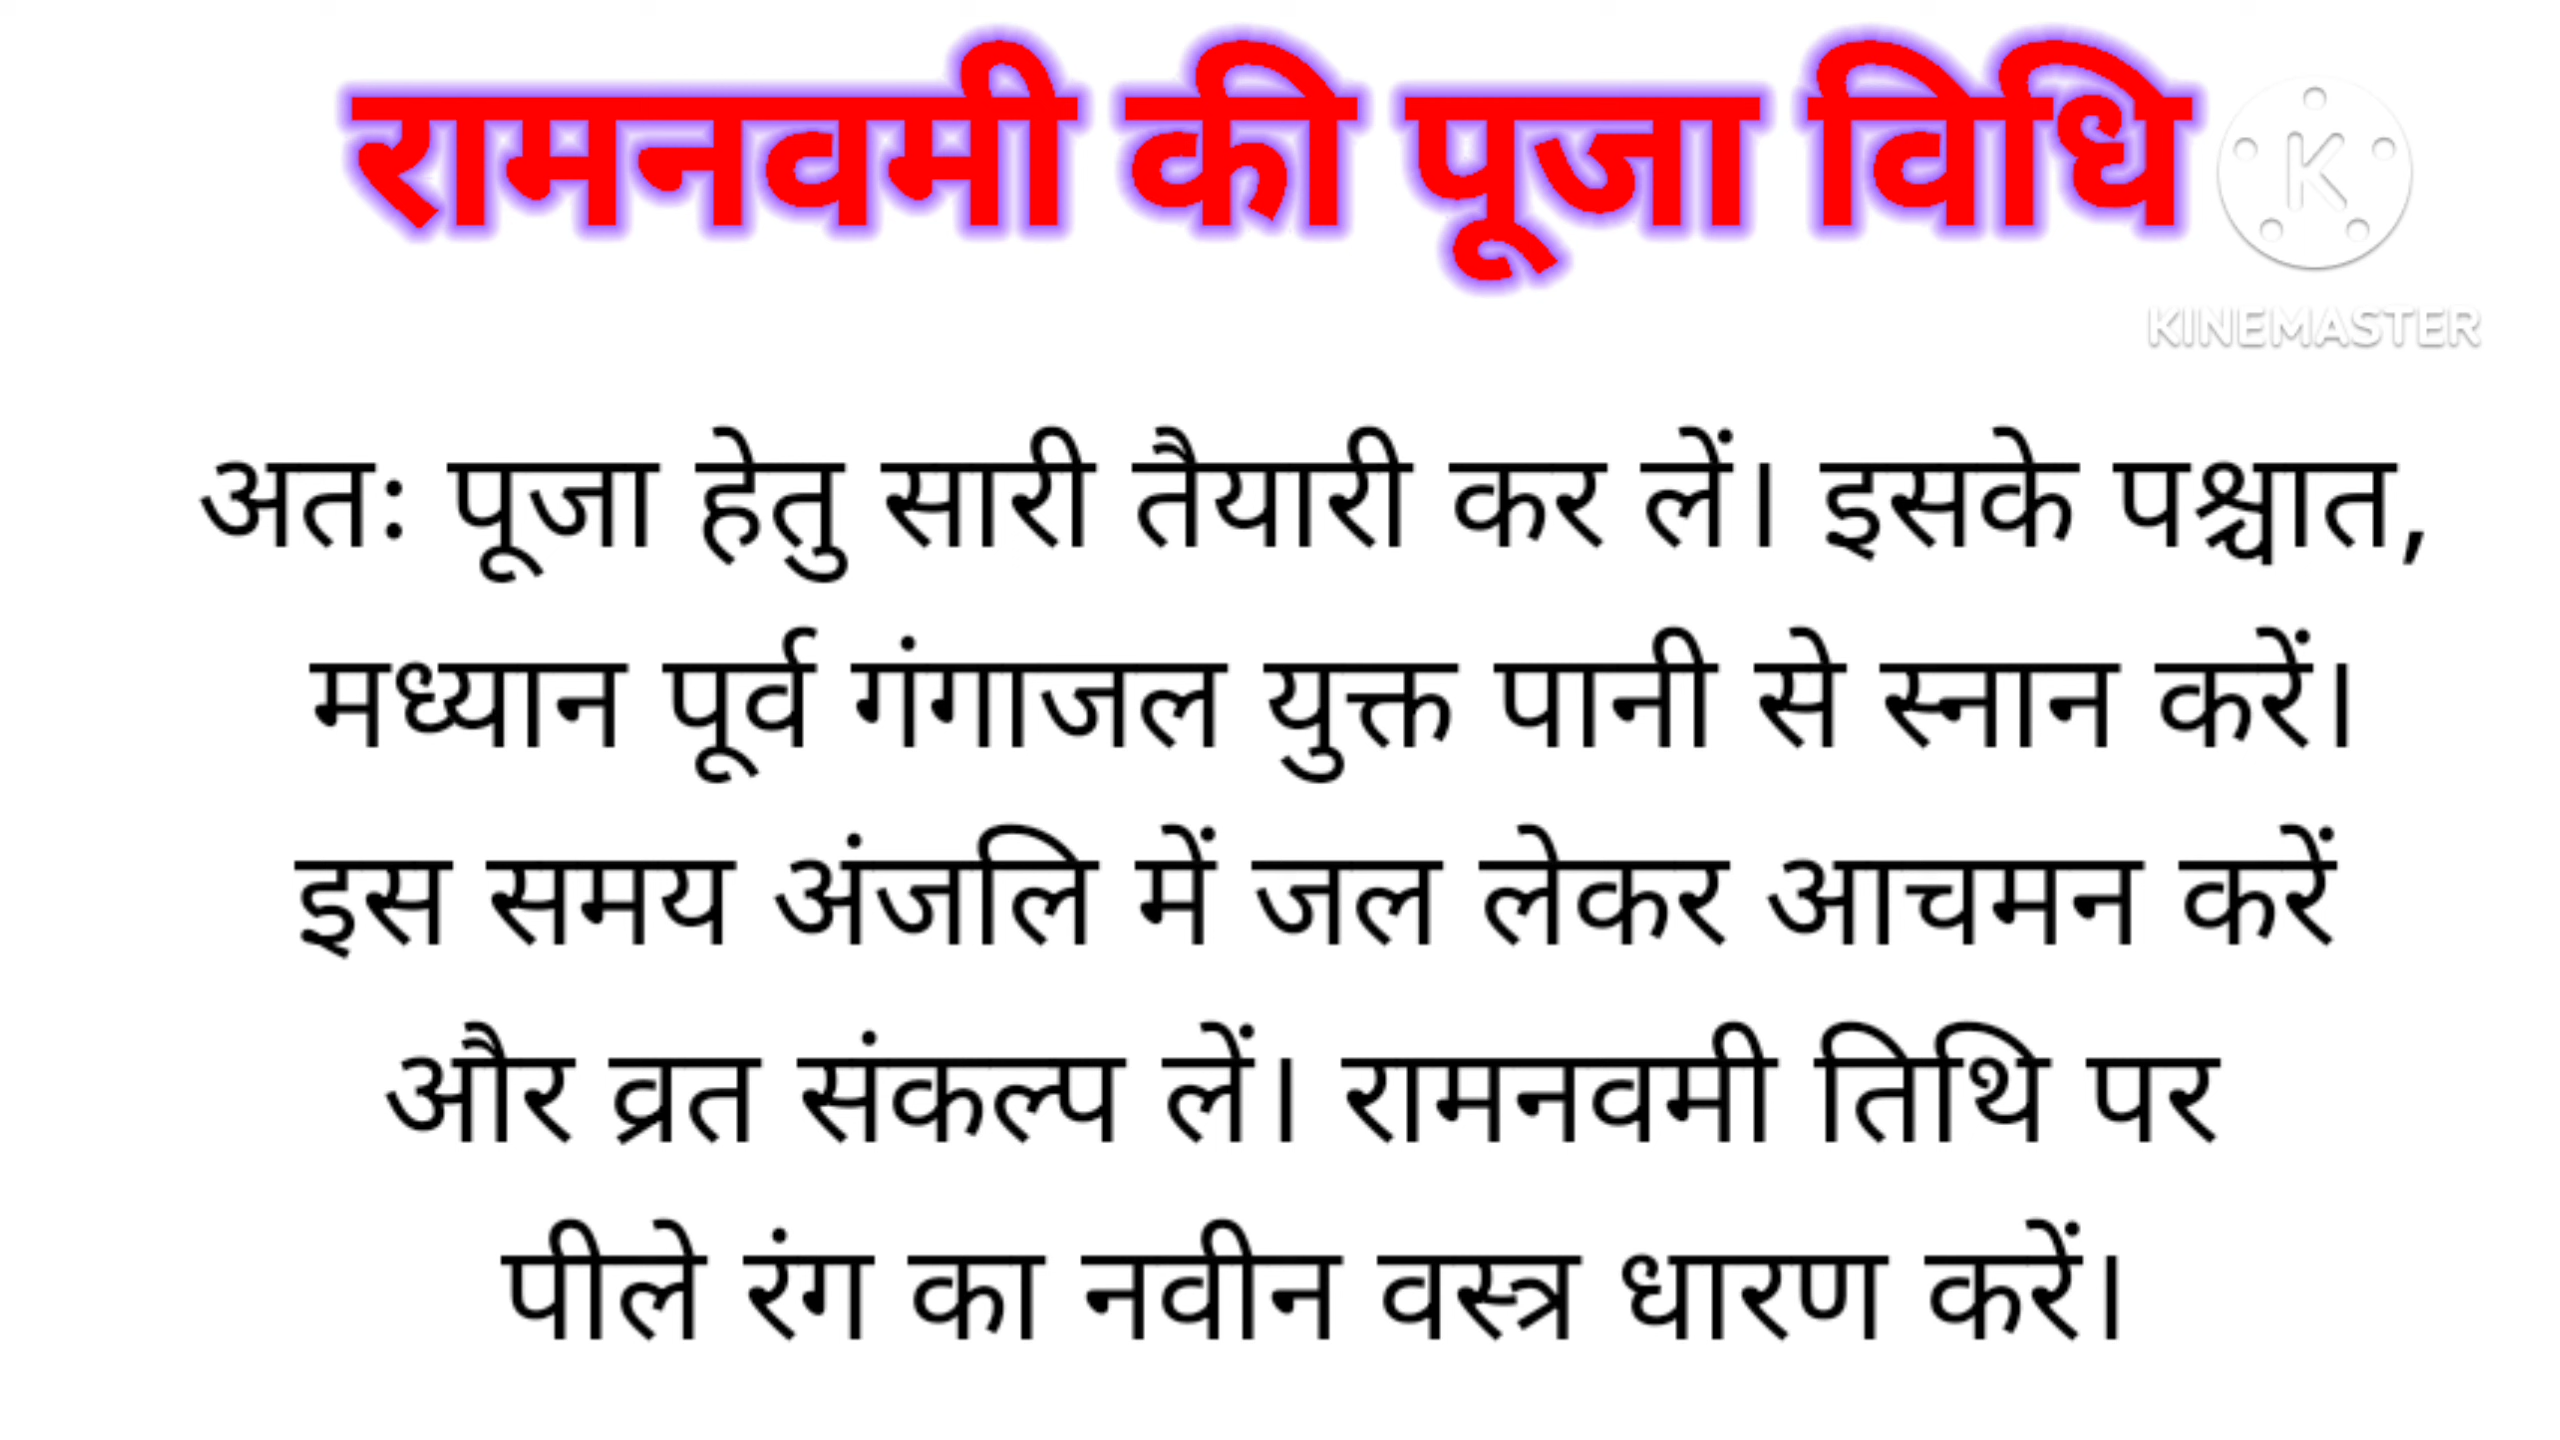 रामनवमी की पूजा विधि
K
KINEMASTER
अतः पूजा हेतु सारी तैयारी कर लें। इसके पश्चात,
मध्यान पूर्व गंगाजल युक्त पानी से स्नान करें।
इस समय अंजलि में जल लेकर आचमन करें
और व्रत संकल्प लें। रामनवमी तिथि पर
पीले रंग का नवीन वस्त्र धारण करें।